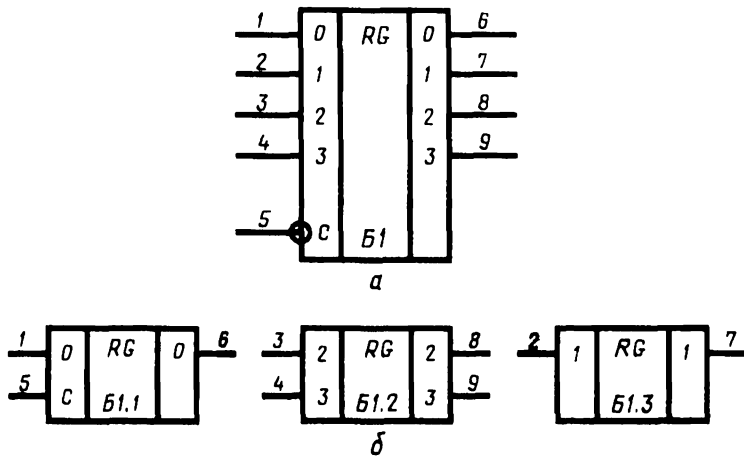 1 0 RG 0 6
2 1 1 7
3 2 2 8
4 3 3 9
5 С Б1
а
1 0 RG 0 6
5 С Б1.1
3 2 RG 2 8
4 3 Б1.2 3 9
2 1 RG 1 7
Б1.3
б